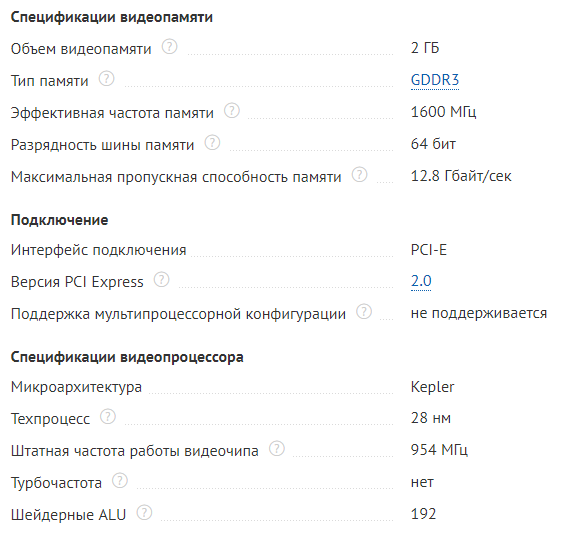 Спецификации видеопамяти
Объем видеопамяти ? 2 ГБ
Тип памяти ? GDDR3
Эффективная частота памяти ? 1600 МГц
Разрядность шины памяти ? 64 бит
Максимальная пропускная способность памяти ? 12.8 Гбайт/сек
Подключение
Интерфейс подключения PCI-E
Версия PCI Express ? 2.0
Поддержка мультипроцессорной конфигурации ? не поддерживается
Спецификации видеопроцессора
Микроархитектура Kepler
Техпроцесс ? 28 нм
Штатная частота работы видеочипа ? 954 МГц
Турбочастота ? нет
Шейдерные ALU ? 192